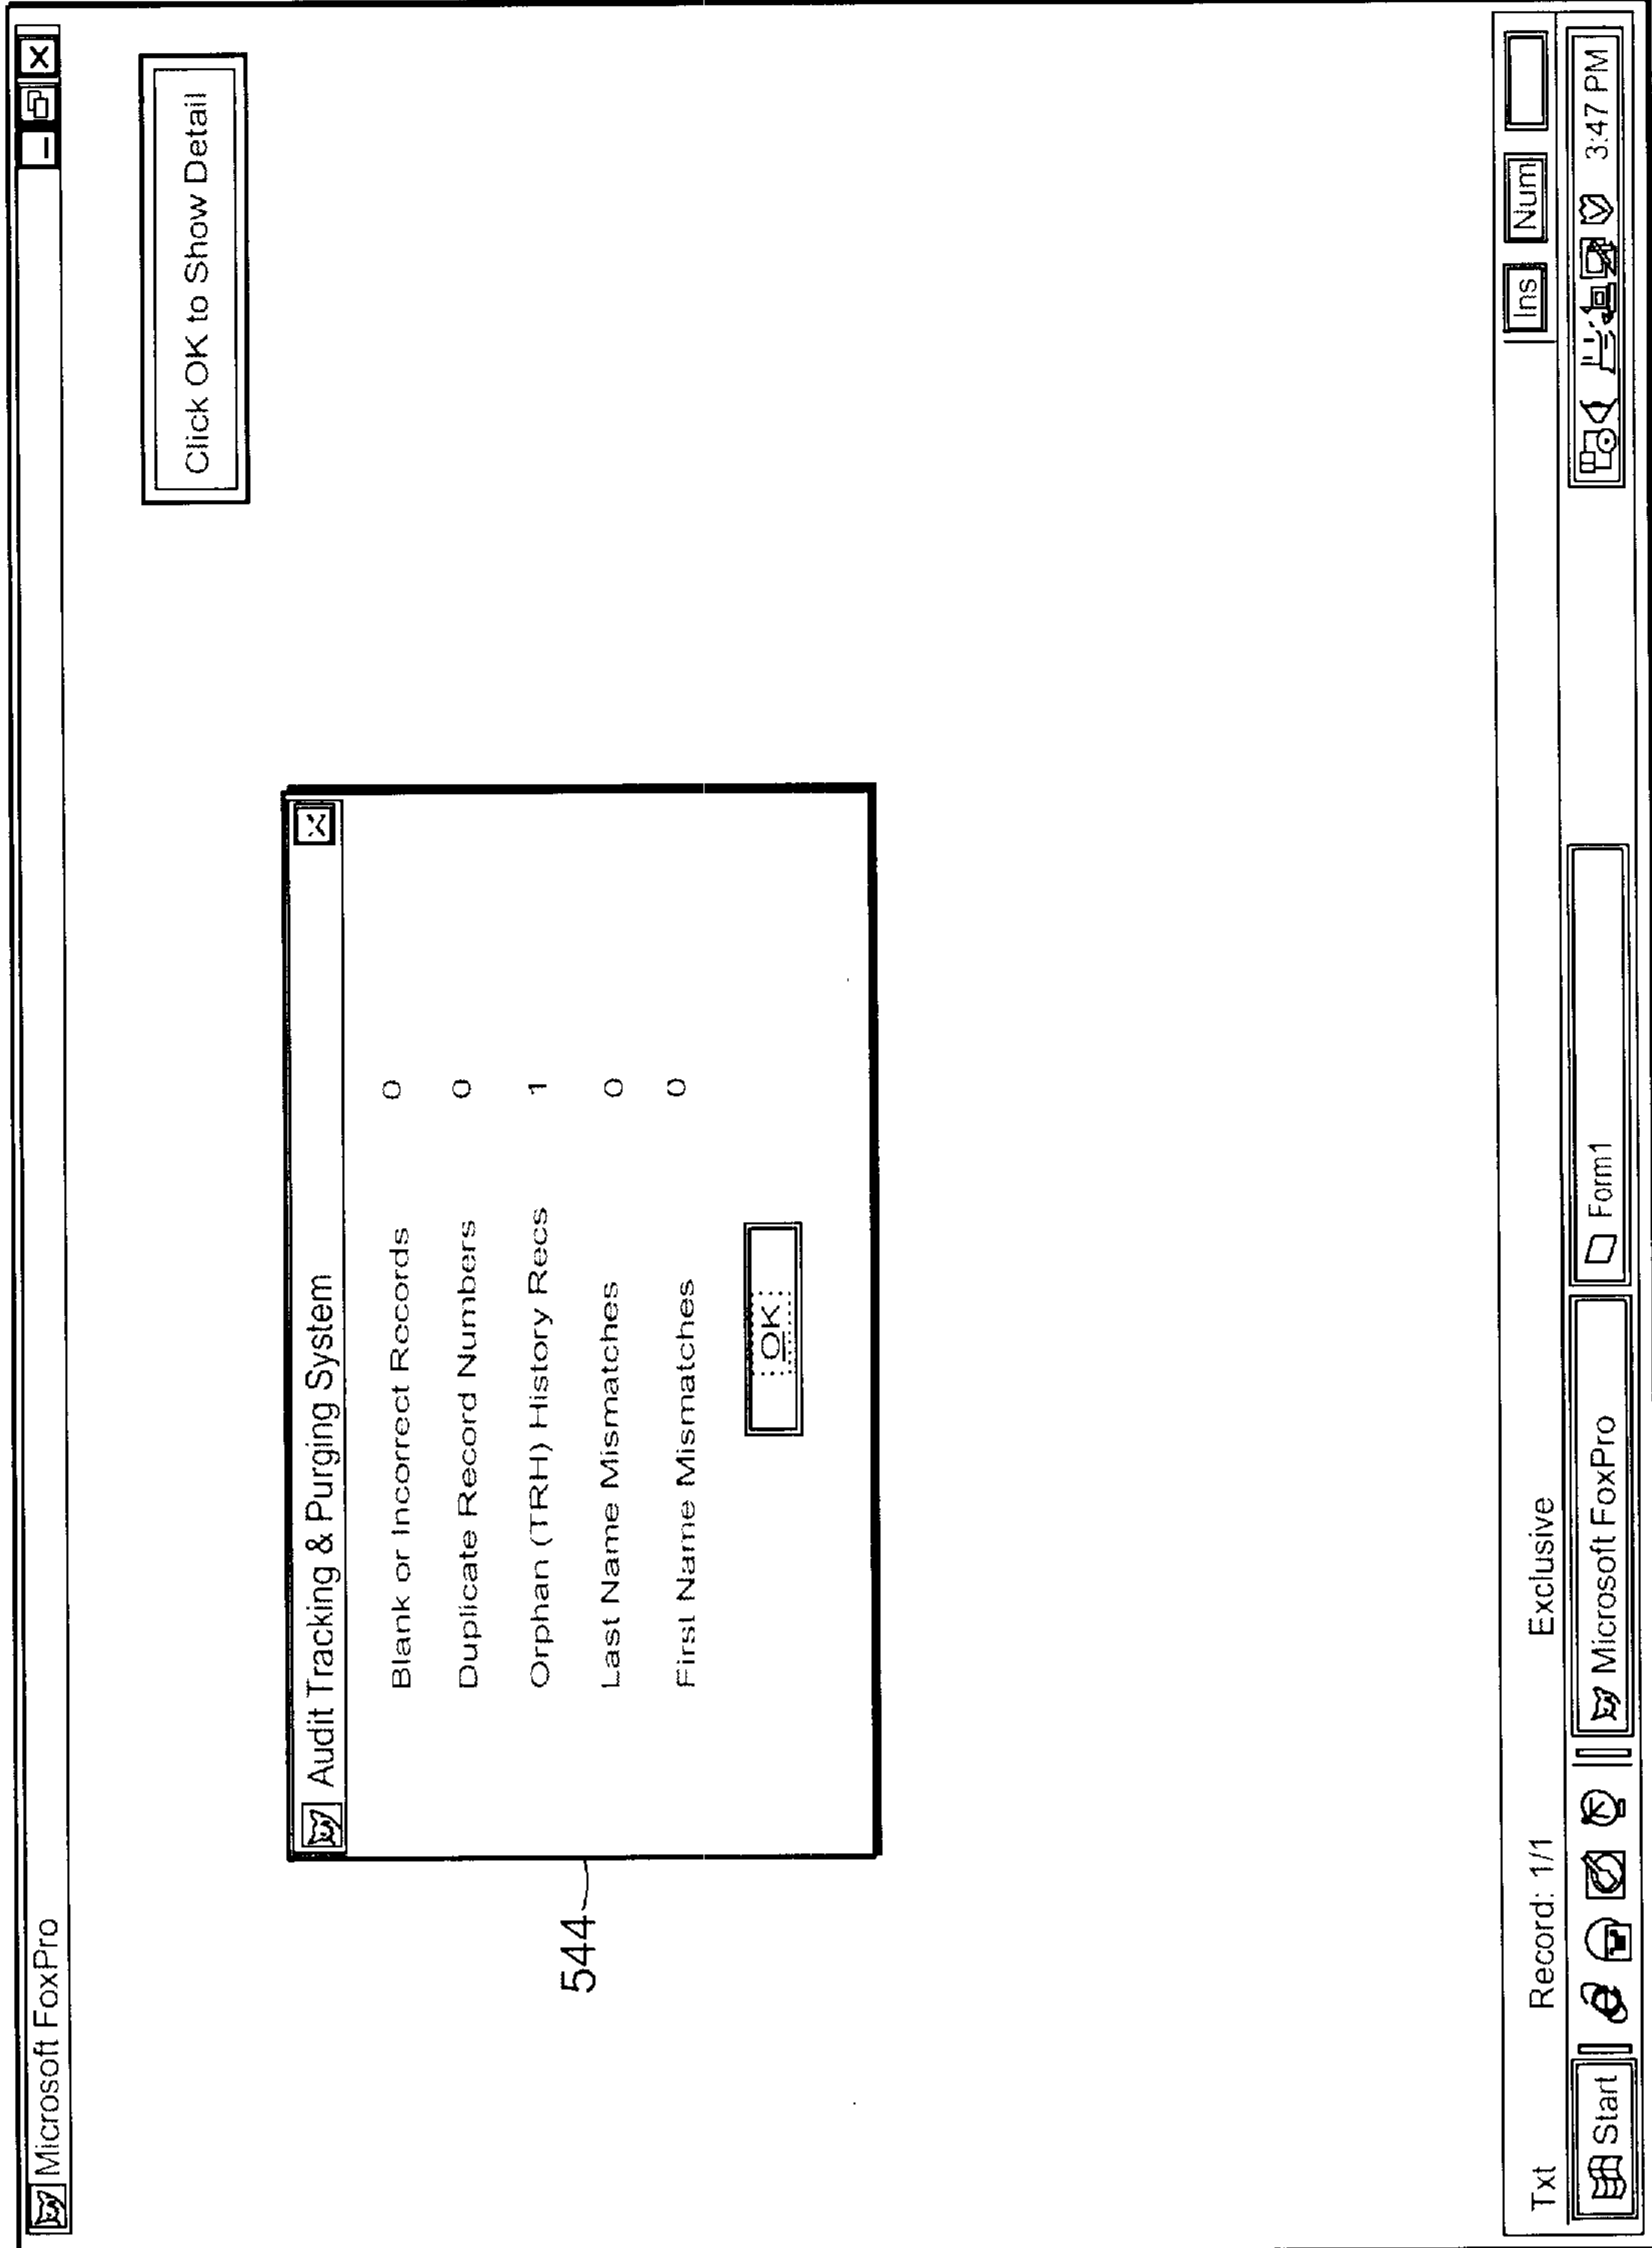 Microsoft FoxPro
Click OK to Show Detail
Audit Tracking & Purging System
Blank or Incorrect Records 0
Duplicate Record Numbers 0
Orphan (TRH) History Recs 1
Last Name Mismatches 0
First Name Mismatches 0
OK
544
Txt Record: 1/1 Exclusive Ins Num
Start Microsoft FoxPro Form1 3:47 PM